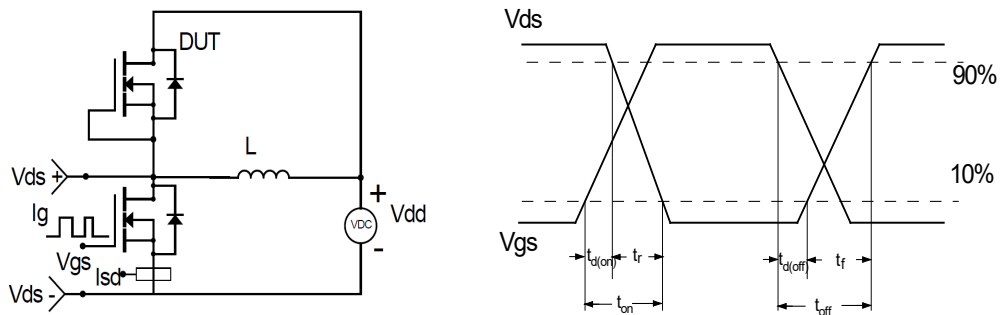 DUT
L
Vds +
Ig
Vgs
Isd
Vds -
+
VDC
Vdd
-
Vds
90%
10%
Vgs
td(on) tr td(off) tf
ton toff